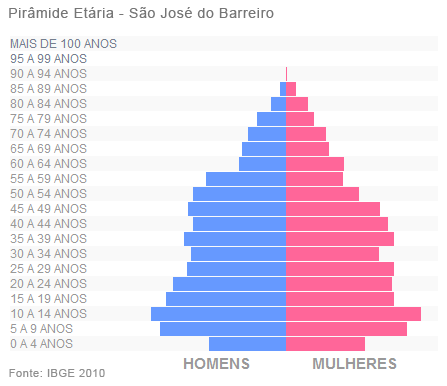 Pirâmide Etária - São José do Barreiro
MAIS DE 100 ANOS
95 A 99 ANOS
90 A 94 ANOS
85 A 89 ANOS
80 A 84 ANOS
75 A 79 ANOS
70 A 74 ANOS
65 A 69 ANOS
60 A 64 ANOS
55 A 59 ANOS
50 A 54 ANOS
45 A 49 ANOS
40 A 44 ANOS
35 A 39 ANOS
30 A 34 ANOS
25 A 29 ANOS
20 A 24 ANOS
15 A 19 ANOS
10 A 14 ANOS
5 A 9 ANOS
0 A 4 ANOS
HOMENS MULHERES
Fonte: IBGE 2010